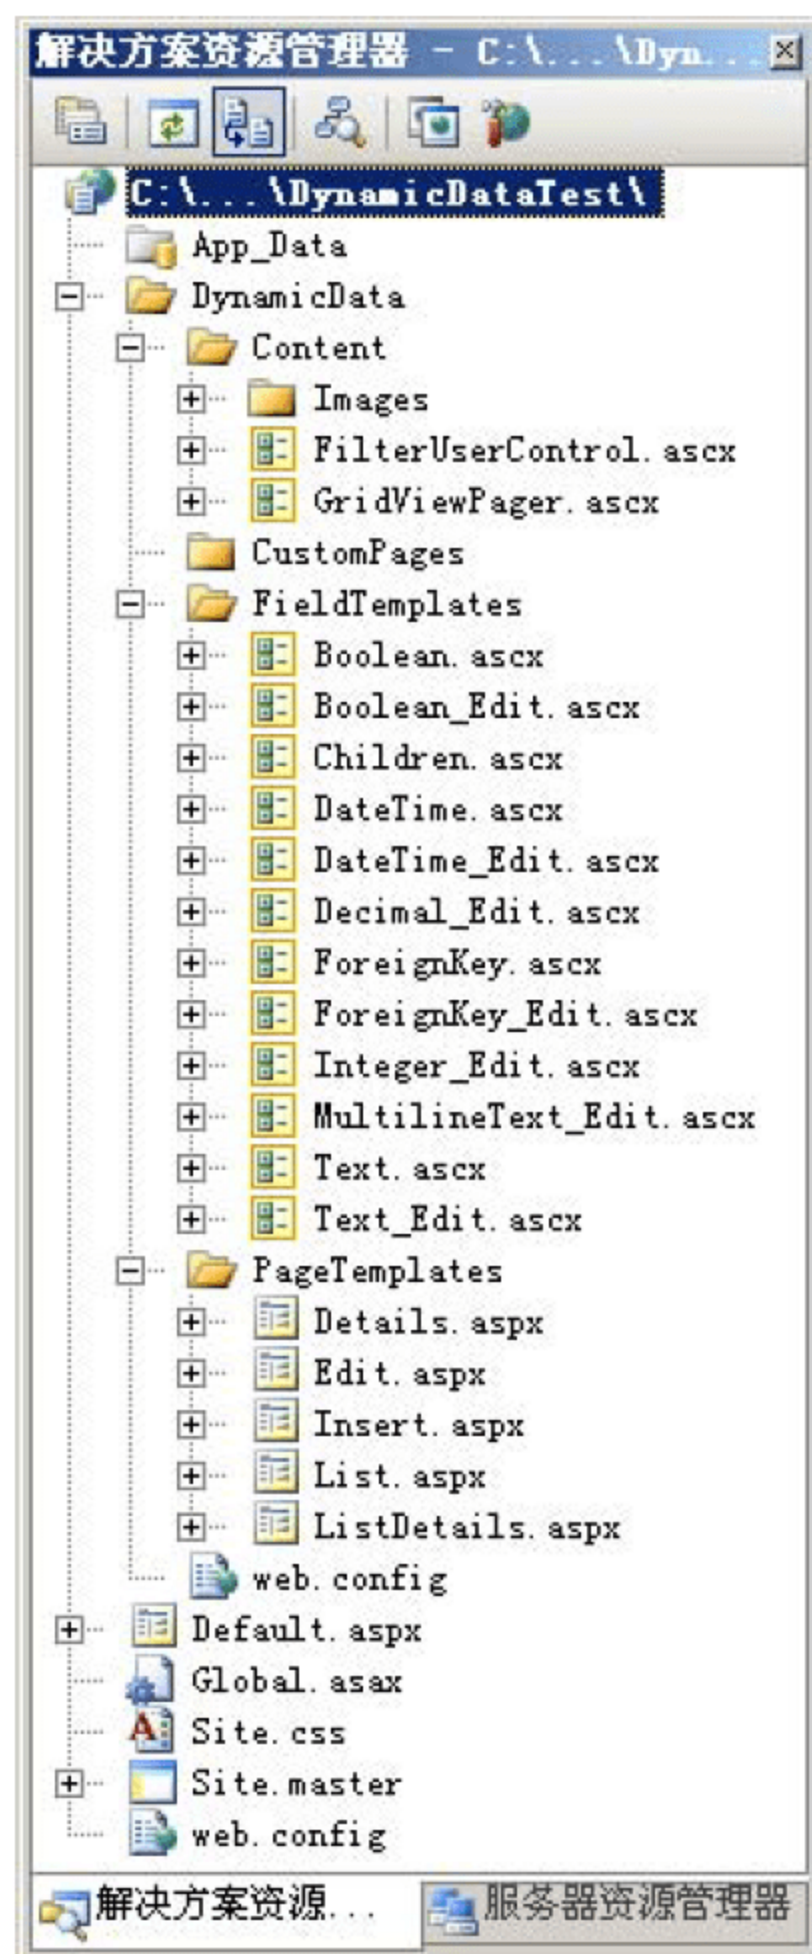 解决方案资源管理器 - C:\...\Dyn...
C:\...\DynamicDataTest\
App_Data
DynamicData
Content
Images
FilterUserControl.ascx
GridViewPager.ascx
CustomPages
FieldTemplates
Boolean.ascx
Boolean_Edit.ascx
Children.ascx
DateTime.ascx
DateTime_Edit.ascx
Decimal_Edit.ascx
ForeignKey.ascx
ForeignKey_Edit.ascx
Integer_Edit.ascx
MultilineText_Edit.ascx
Text.ascx
Text_Edit.ascx
PageTemplates
Details.aspx
Edit.aspx
Insert.aspx
List.aspx
ListDetails.aspx
web.config
Default.aspx
Global.asax
Site.css
Site.master
web.config
解决方案资源... 服务器资源管理器